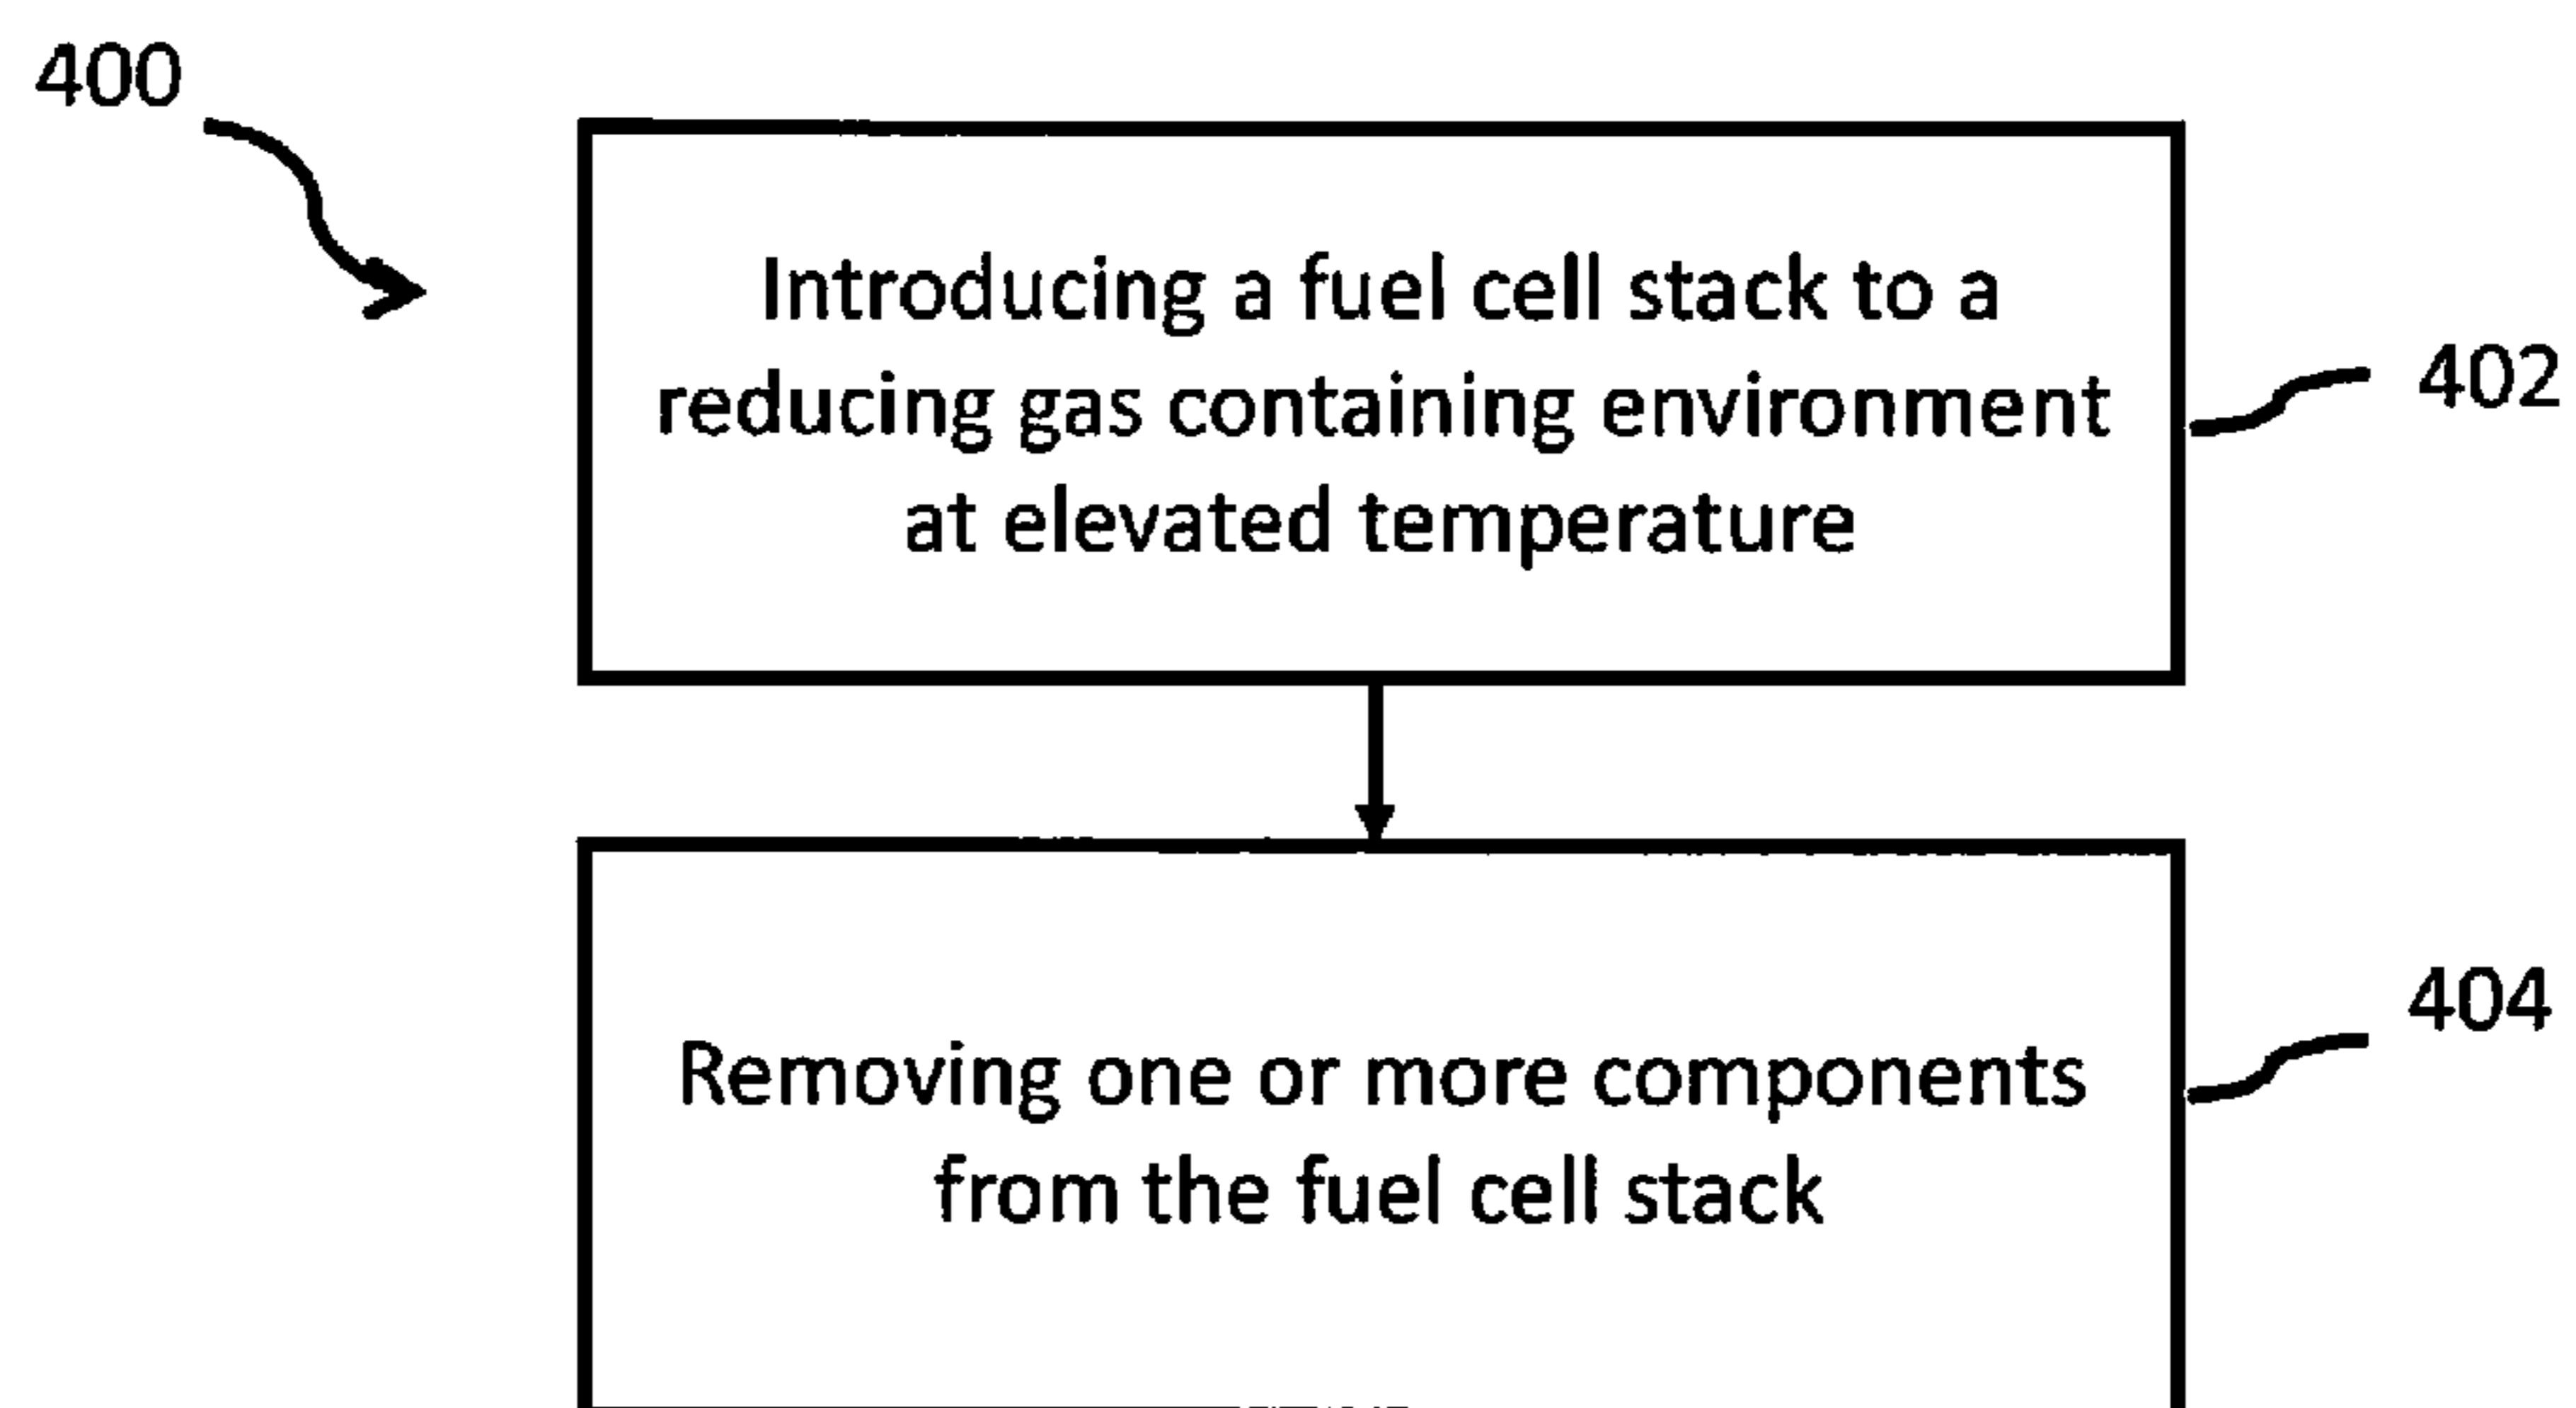 400
Introducing a fuel cell stack to a
reducing gas containing environment
at elevated temperature
402
Removing one or more components
from the fuel cell stack
404